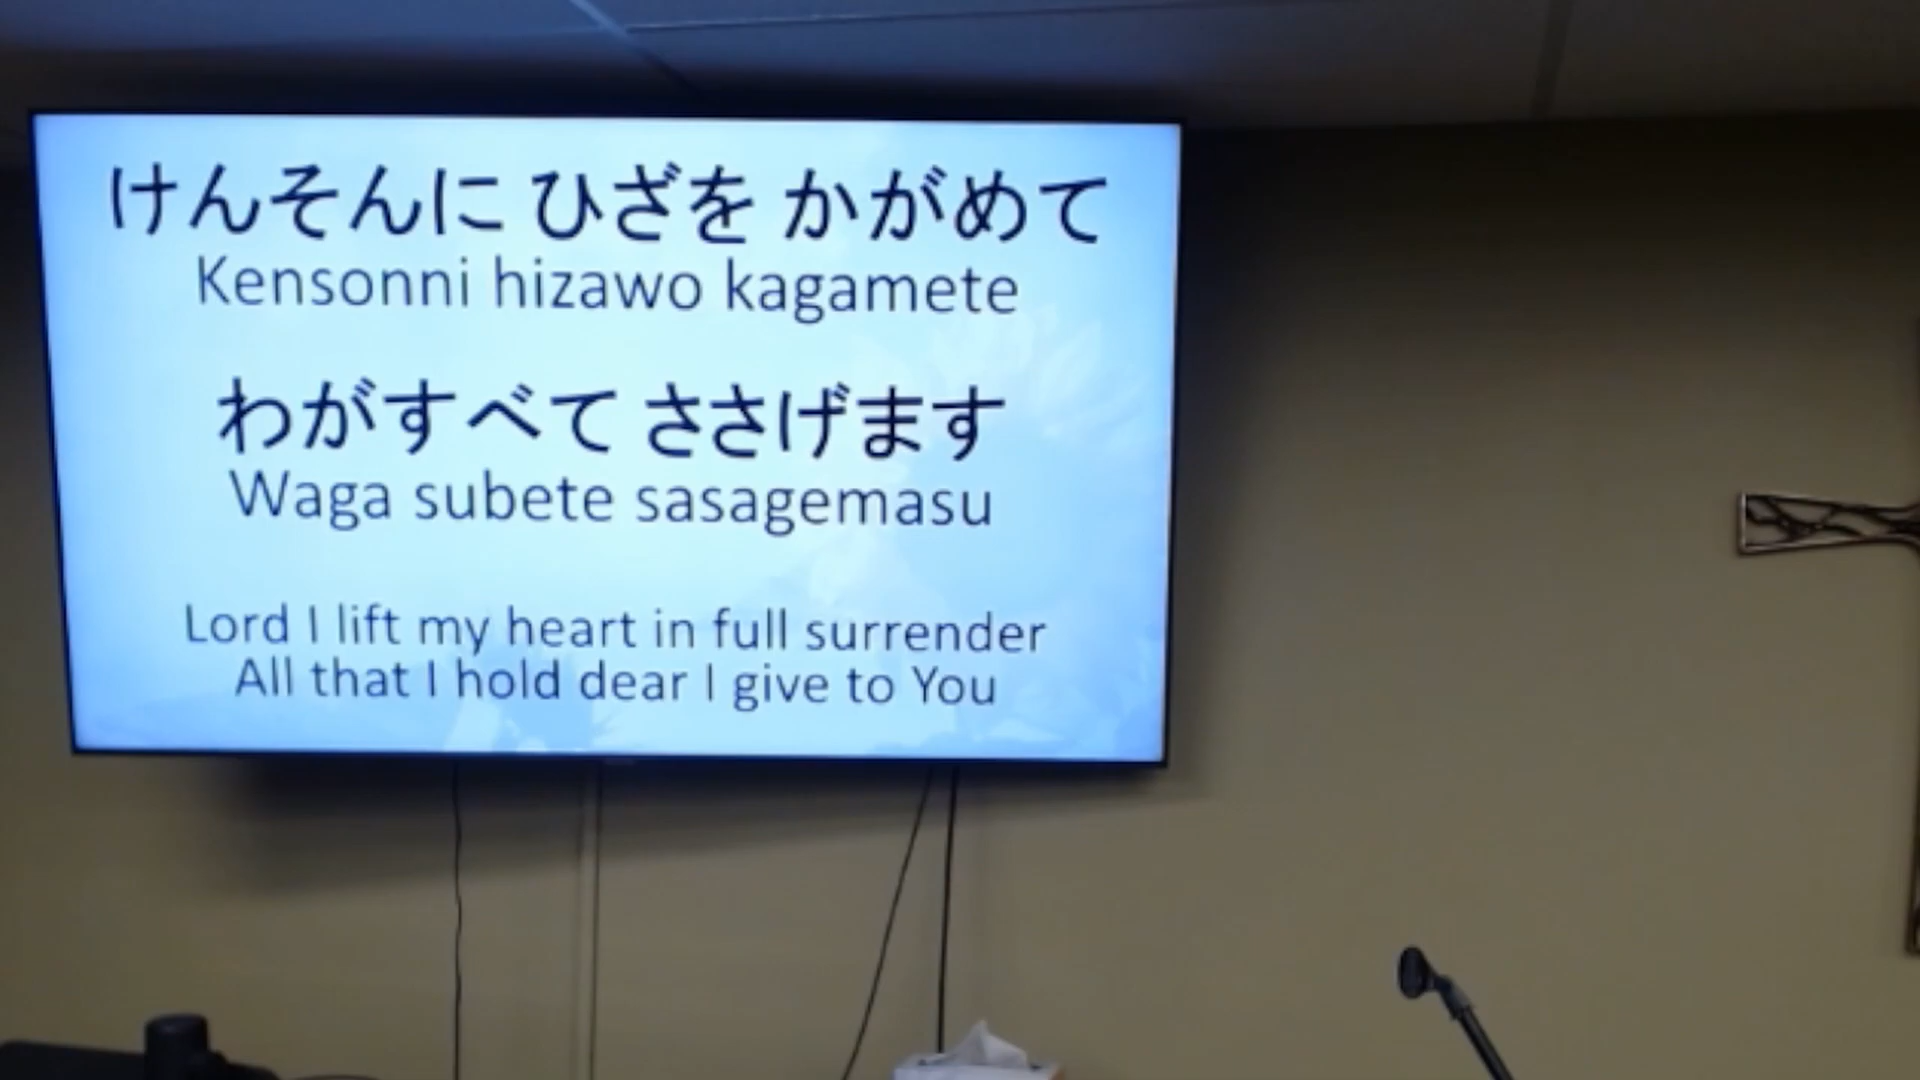 けんそんに ひざを かがめて
Kensonni hizawo kagamete
わがすべて ささげます
Waga subete sasagemasu
Lord I lift my heart in full surrender
All that I hold dear I give to You